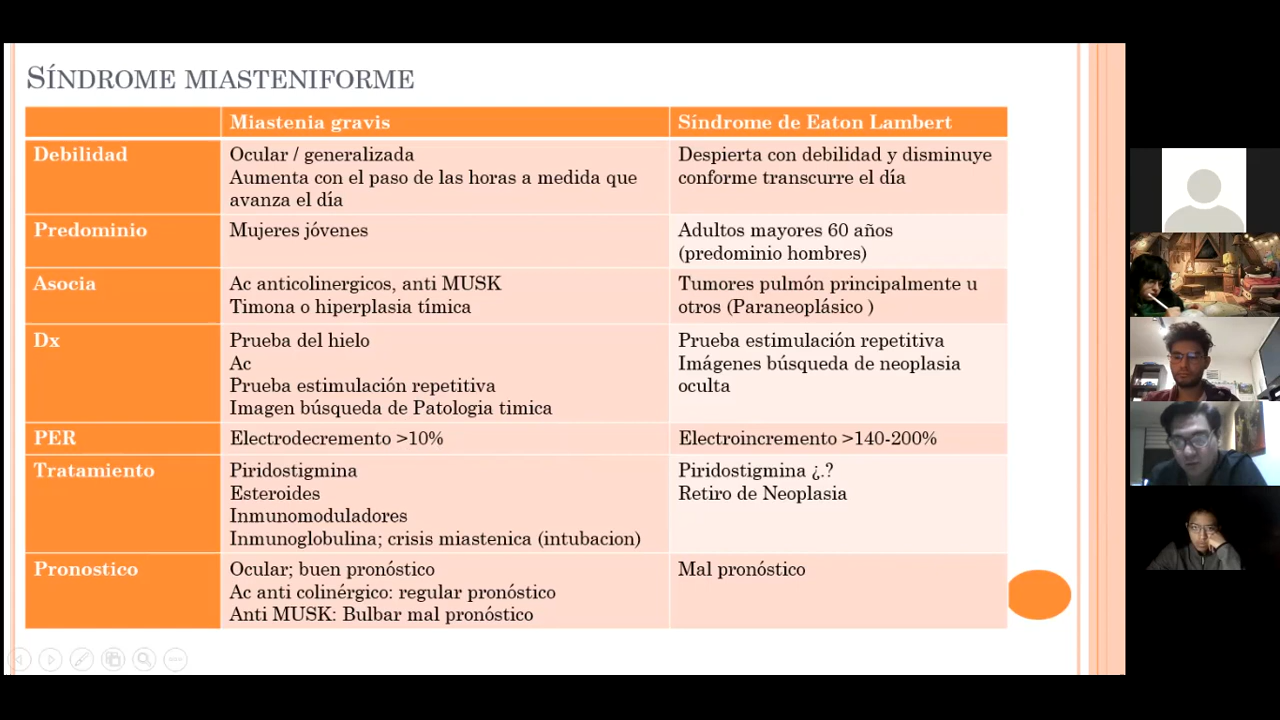 SÍNDROME MIASTENIFORME
Miastenia gravis
Síndrome de Eaton Lambert
Debilidad
Ocular / generalizada
Aumenta con el paso de las horas a medida que
avanza el día
Despierta con debilidad y disminuye
conforme transcurre el día
Predominio
Mujeres jóvenes
Adultos mayores 60 años
(predominio hombres)
Asocia
Ac anticolinergicos, anti MUSK
Timona o hiperplasia tímica
Tumores pulmón principalmente u
otros (Paraneoplásico )
Dx
Prueba del hielo
Ac
Prueba estimulación repetitiva
Imagen búsqueda de Patologia timica
Prueba estimulación repetitiva
Imágenes búsqueda de neoplasia
oculta
PER
Electrodecremento >10%
Electroincremento >140-200%
Tratamiento
Piridostigmina
Esteroides
Inmunomoduladores
Inmunoglobulina; crisis miastenica (intubacion)
Piridostigmina ¿.?
Retiro de Neoplasia
Pronostico
Ocular; buen pronóstico
Ac anti colinérgico: regular pronóstico
Anti MUSK: Bulbar mal pronóstico
Mal pronóstico